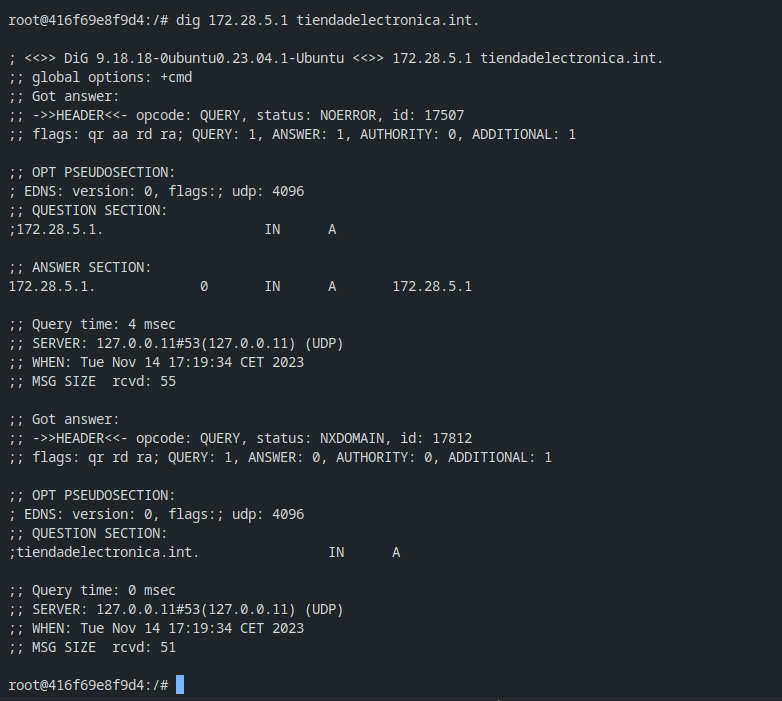 root@416f69e8f9d4:/# dig 172.28.5.1 tiendadelectronica.int.

; <<>> DiG 9.18.18-0ubuntu0.23.04.1-Ubuntu <<>> 172.28.5.1 tiendadelectronica.int.
;; global options: +cmd
;; Got answer:
;; ->>HEADER<<- opcode: QUERY, status: NOERROR, id: 17507
;; flags: qr aa rd ra; QUERY: 1, ANSWER: 1, AUTHORITY: 0, ADDITIONAL: 1

;; OPT PSEUDOSECTION:
; EDNS: version: 0, flags:; udp: 4096
;; QUESTION SECTION:
;172.28.5.1.                    IN      A

;; ANSWER SECTION:
172.28.5.1.             0       IN      A       172.28.5.1

;; Query time: 4 msec
;; SERVER: 127.0.0.11#53(127.0.0.11) (UDP)
;; WHEN: Tue Nov 14 17:19:34 CET 2023
;; MSG SIZE  rcvd: 55

;; Got answer:
;; ->>HEADER<<- opcode: QUERY, status: NXDOMAIN, id: 17812
;; flags: qr rd ra; QUERY: 1, ANSWER: 0, AUTHORITY: 0, ADDITIONAL: 1

;; OPT PSEUDOSECTION:
; EDNS: version: 0, flags:; udp: 4096
;; QUESTION SECTION:
;tiendadelectronica.int.                IN      A

;; Query time: 0 msec
;; SERVER: 127.0.0.11#53(127.0.0.11) (UDP)
;; WHEN: Tue Nov 14 17:19:34 CET 2023
;; MSG SIZE  rcvd: 51

root@416f69e8f9d4:/#